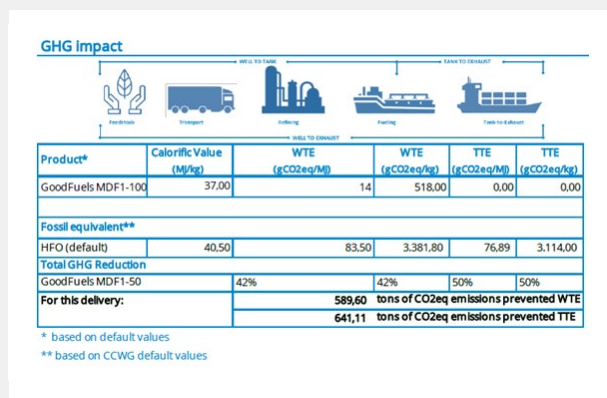 GHG impact
WELL TO TANK TANK TO EXHAUST
Feedstock Transport Refining Fueling Tank to Exhaust
WELL TO EXHAUST
Product* Calorific Value (MJ/kg) WTE (gCO2eq/MJ) WTE (gCO2eq/kg) TTE (gCO2eq/MJ) TTE (gCO2eq/kg)
GoodFuels MDF1-100 37,00 14 518,00 0,00 0,00
Fossil equivalent**
HFO (default) 40,50 83,50 3.381,80 76,89 3.114,00
Total GHG Reduction
GoodFuels MDF1-50 42% 42% 50% 50%
For this delivery: 589,60 tons of CO2eq emissions prevented WTE
641,11 tons of CO2eq emissions prevented TTE
* based on default values
** based on CCWG default values